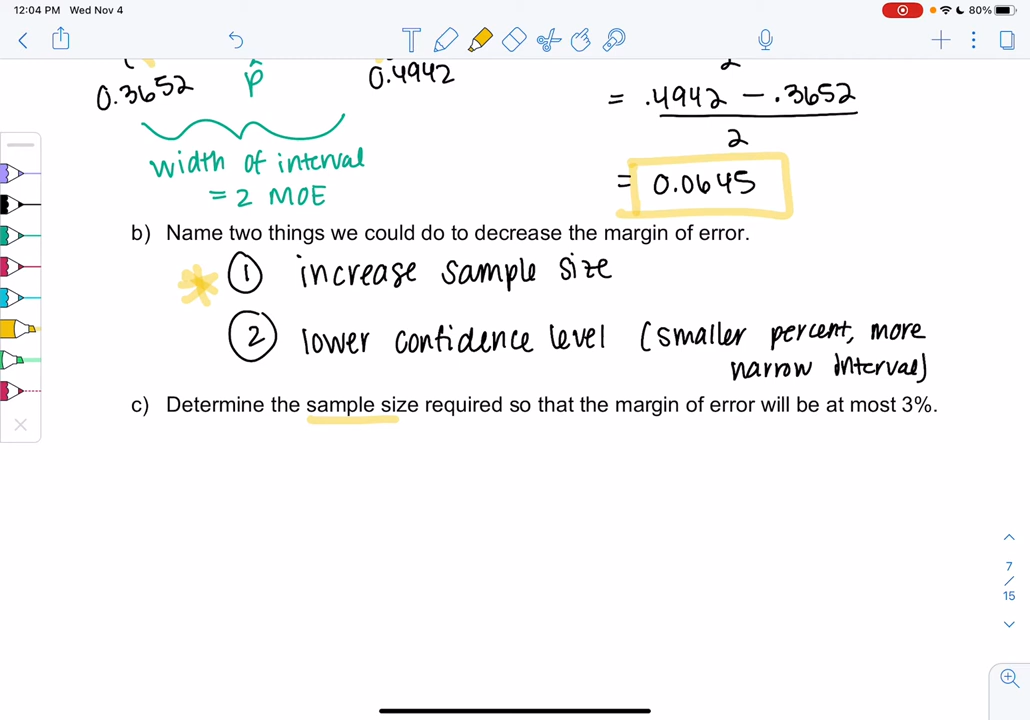 12:04 PM Wed Nov 4
80%
T
0.3652
p̂
0.4942
2
= .4942 - .3652
2
width of interval
= 2 MOE
= 0.0645
b) Name two things we could do to decrease the margin of error.
① increase sample size
② lower confidence level (smaller percent, more
narrow interval)
c) Determine the sample size required so that the margin of error will be at most 3%.
7
/
15